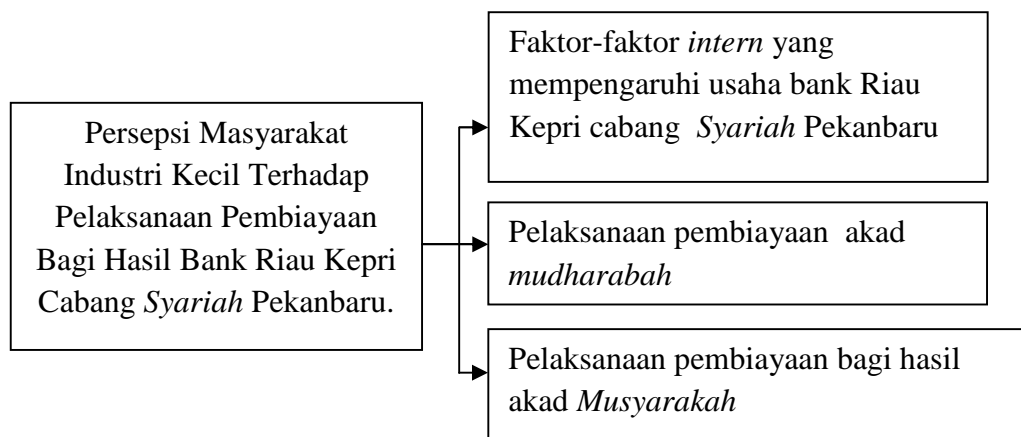 Persepsi Masyarakat
Industri Kecil Terhadap
Pelaksanaan Pembiayaan
Bagi Hasil Bank Riau Kepri
Cabang Syariah Pekanbaru.
Faktor-faktor intern yang
mempengaruhi usaha bank Riau
Kepri cabang Syariah Pekanbaru
Pelaksanaan pembiayaan akad
mudharabah
Pelaksanaan pembiayaan bagi hasil
akad Musyarakah